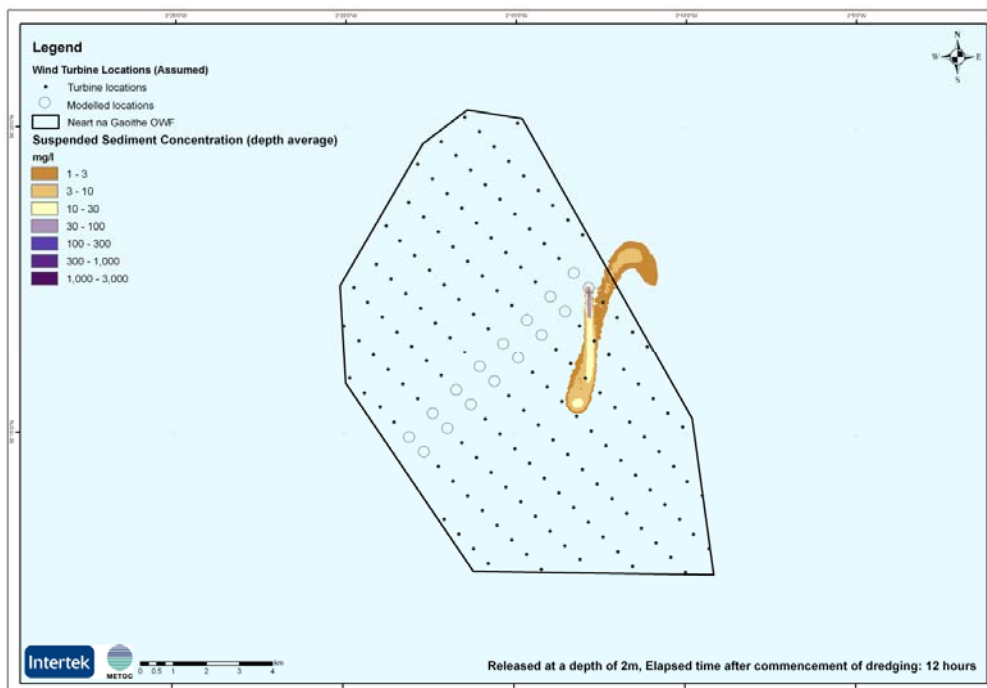 Legend
N
W E
S
Wind Turbine Locations (Assumed)
Turbine locations
Modelled locations
Neart na Gaoithe OWF
Suspended Sediment Concentration (depth average)
mg/l
1 - 3
3 - 10
10 - 30
30 - 100
100 - 300
300 - 1,000
1,000 - 3,000
Intertek
METOC
km
0 0.5 1 2 3 4
Released at a depth of 2m, Elapsed time after commencement of dredging: 12 hours